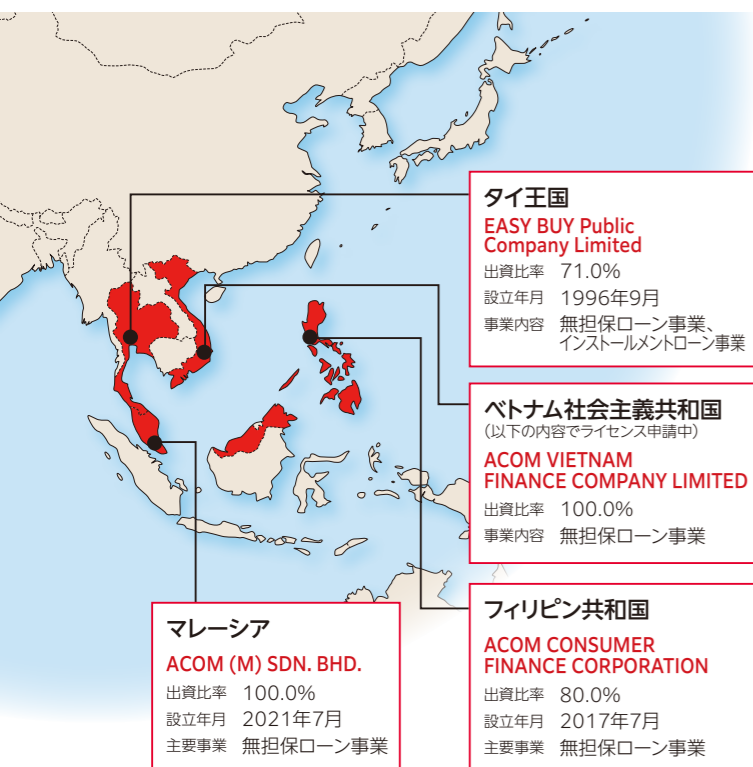 タイ王国
EASY BUY Public
Company Limited
出資比率 71.0%
設立年月 1996年9月
事業内容 無担保ローン事業、
インストールメントローン事業
ベトナム社会主義共和国
(以下の内容でライセンス申請中)
ACOM VIETNAM
FINANCE COMPANY LIMITED
出資比率 100.0%
事業内容 無担保ローン事業
フィリピン共和国
ACOM CONSUMER
FINANCE CORPORATION
出資比率 80.0%
設立年月 2017年7月
主要事業 無担保ローン事業
マレーシア
ACOM (M) SDN. BHD.
出資比率 100.0%
設立年月 2021年7月
主要事業 無担保ローン事業